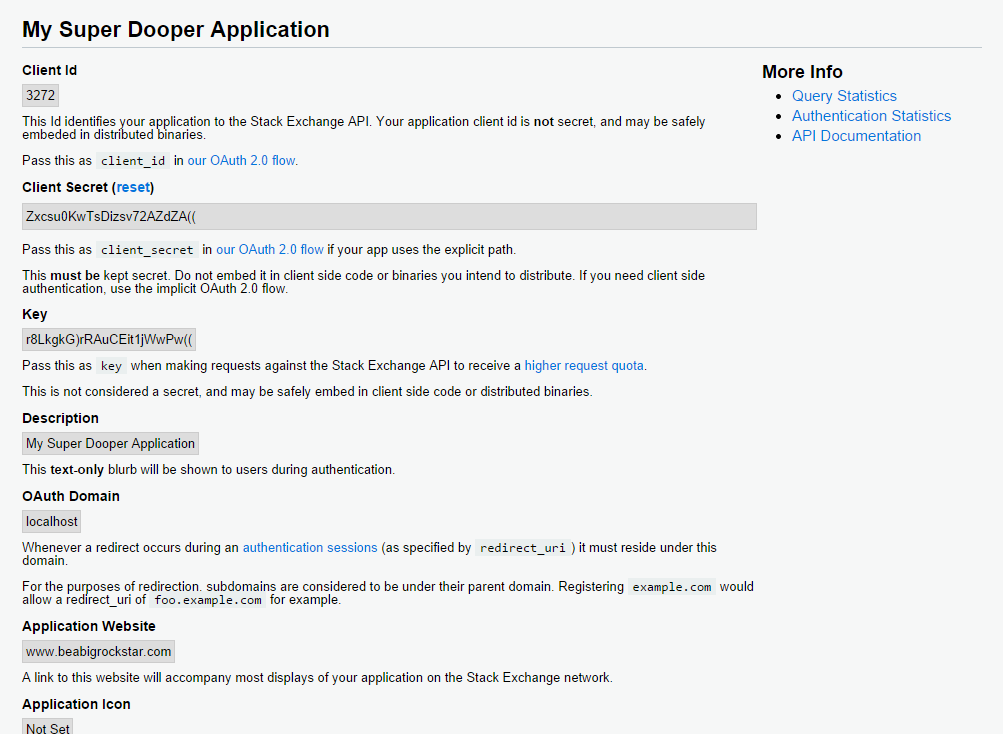 My Super Dooper Application
Client Id
3272
This Id identifies your application to the Stack Exchange API. Your application client id is not secret, and may be safely
embeded in distributed binaries.
Pass this as client_id in our OAuth 2.0 flow.
Client Secret (reset)
Zxcsu0KwTsDizsv72AZdZA((
Pass this as client_secret in our OAuth 2.0 flow if your app uses the explicit path.
This must be kept secret. Do not embed it in client side code or binaries you intend to distribute. If you need client side
authentication, use the implicit OAuth 2.0 flow.
Key
r8LkgkG)rRAuCEit1jWwPw((
Pass this as key when making requests against the Stack Exchange API to receive a higher request quota.
This is not considered a secret, and may be safely embed in client side code or distributed binaries.
Description
My Super Dooper Application
This text-only blurb will be shown to users during authentication.
OAuth Domain
localhost
Whenever a redirect occurs during an authentication sessions (as specified by redirect_uri ) it must reside under this
domain.
For the purposes of redirection. subdomains are considered to be under their parent domain. Registering example.com would
allow a redirect_uri of foo.example.com for example.
Application Website
www.beabigrockstar.com
A link to this website will accompany most displays of your application on the Stack Exchange network.
Application Icon
Not Set
More Info
Query Statistics
Authentication Statistics
API Documentation